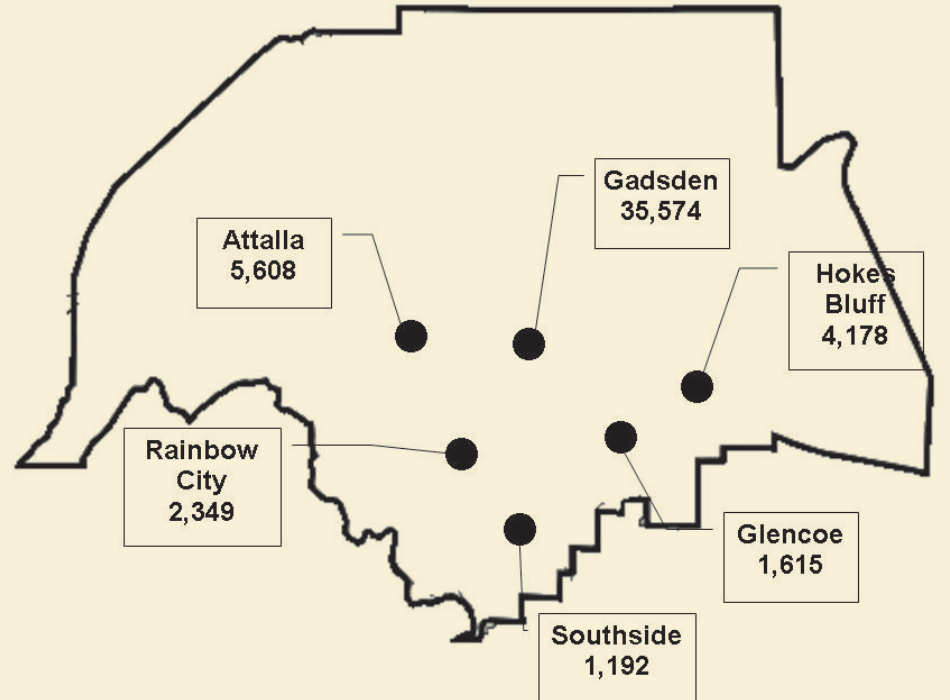 Gadsden
35,574
Attalla
5,608
Hokes
Bluff
4,178
Rainbow
City
2,349
Glencoe
1,615
Southside
1,192